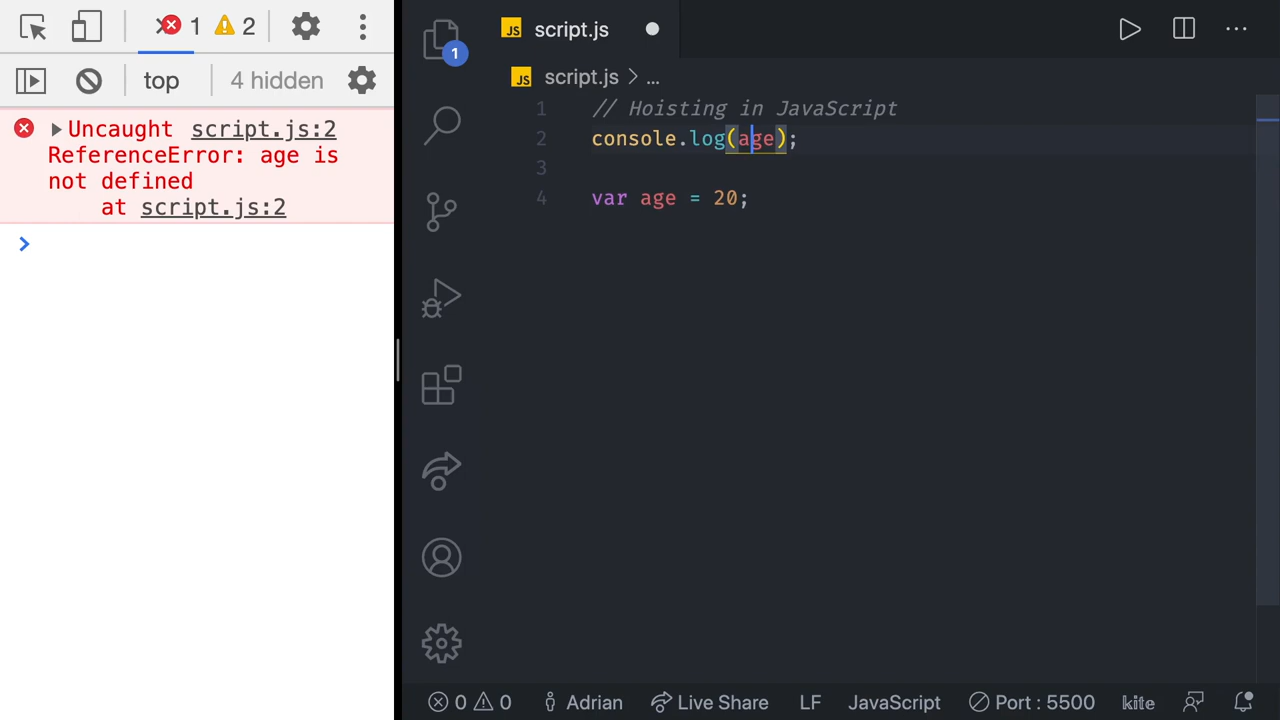 1 2
top 4 hidden
Uncaught script.js:2
ReferenceError: age is
not defined
at script.js:2
JS script.js
1
JS script.js > ...
1 // Hoisting in JavaScript
2 console.log(age);
3
4 var age = 20;
0 0 Adrian Live Share LF JavaScript Port : 5500 kite